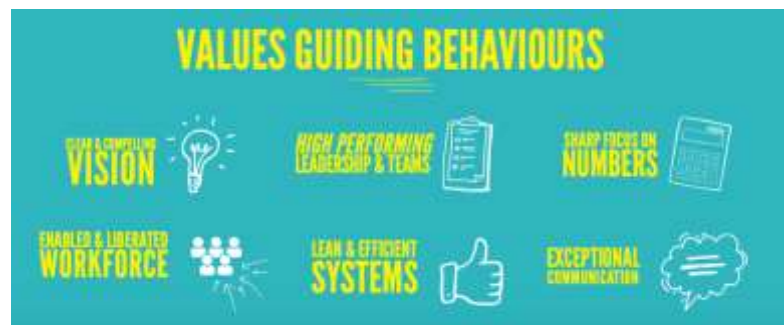 VALUES GUIDING BEHAVIOURS
CLEAR & COMPELLING
VISION
HIGH PERFORMING
LEADERSHIP & TEAMS
SHARP FOCUS ON
NUMBERS
ENABLED & LIBERATED
WORKFORCE
LEAN & EFFICIENT
SYSTEMS
EXCEPTIONAL
COMMUNICATION